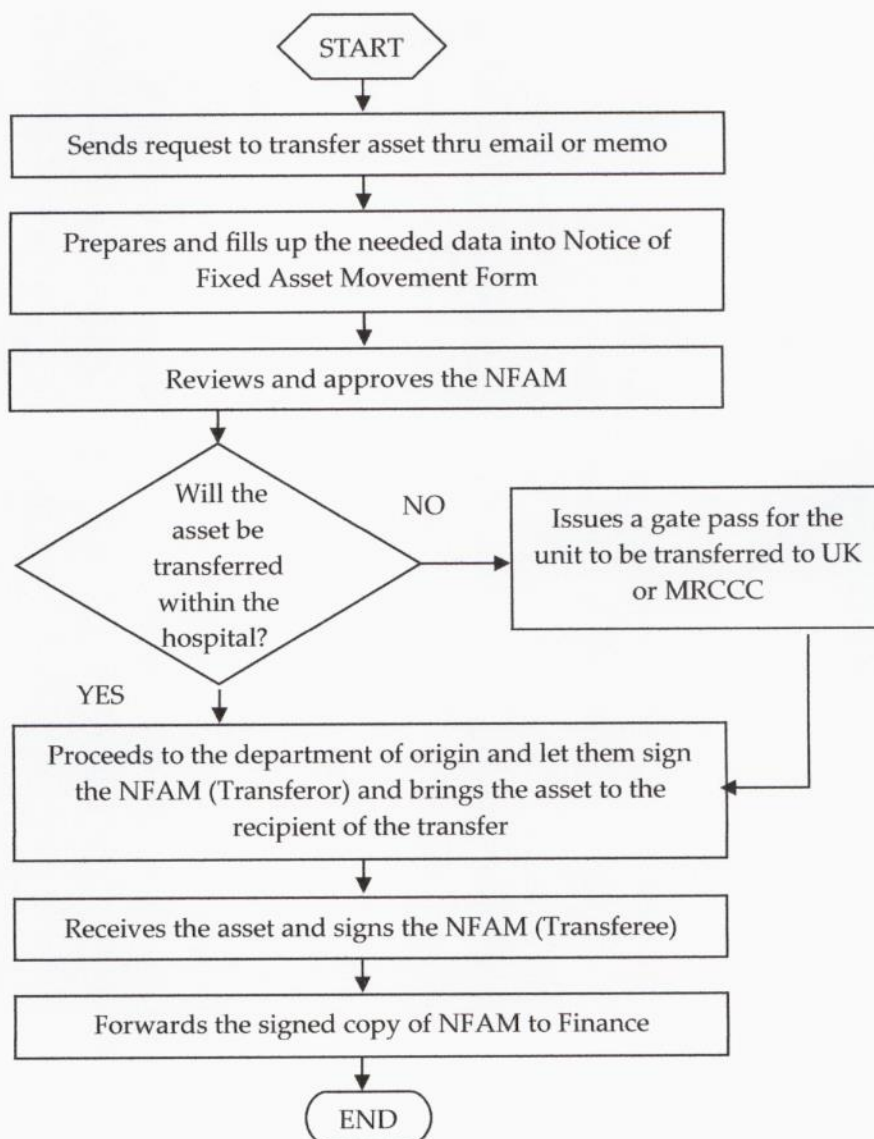 START
Sends request to transfer asset thru email or memo
Prepares and fills up the needed data into Notice of
Fixed Asset Movement Form
Reviews and approves the NFAM
Will the
asset be
transferred
within the
hospital?
NO
Issues a gate pass for the
unit to be transferred to UK
or MRCCC
YES
Proceeds to the department of origin and let them sign
the NFAM (Transferor) and brings the asset to the
recipient of the transfer
Receives the asset and signs the NFAM (Transferee)
Forwards the signed copy of NFAM to Finance
END